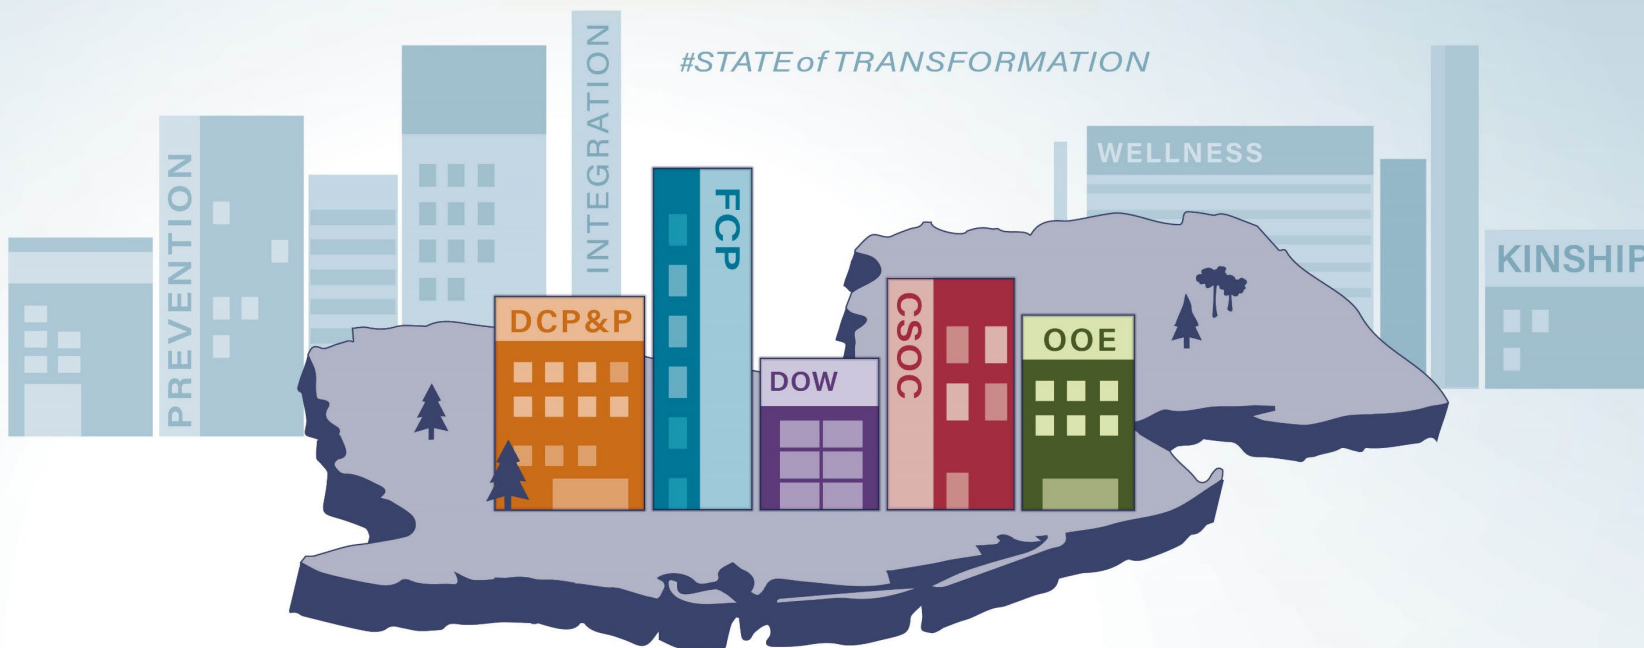 #STATE of TRANSFORMATION
PREVENTION
INTEGRATION
WELLNESS
KINSHIP
DCP&P
FCP
DOW
CSOC
OOE